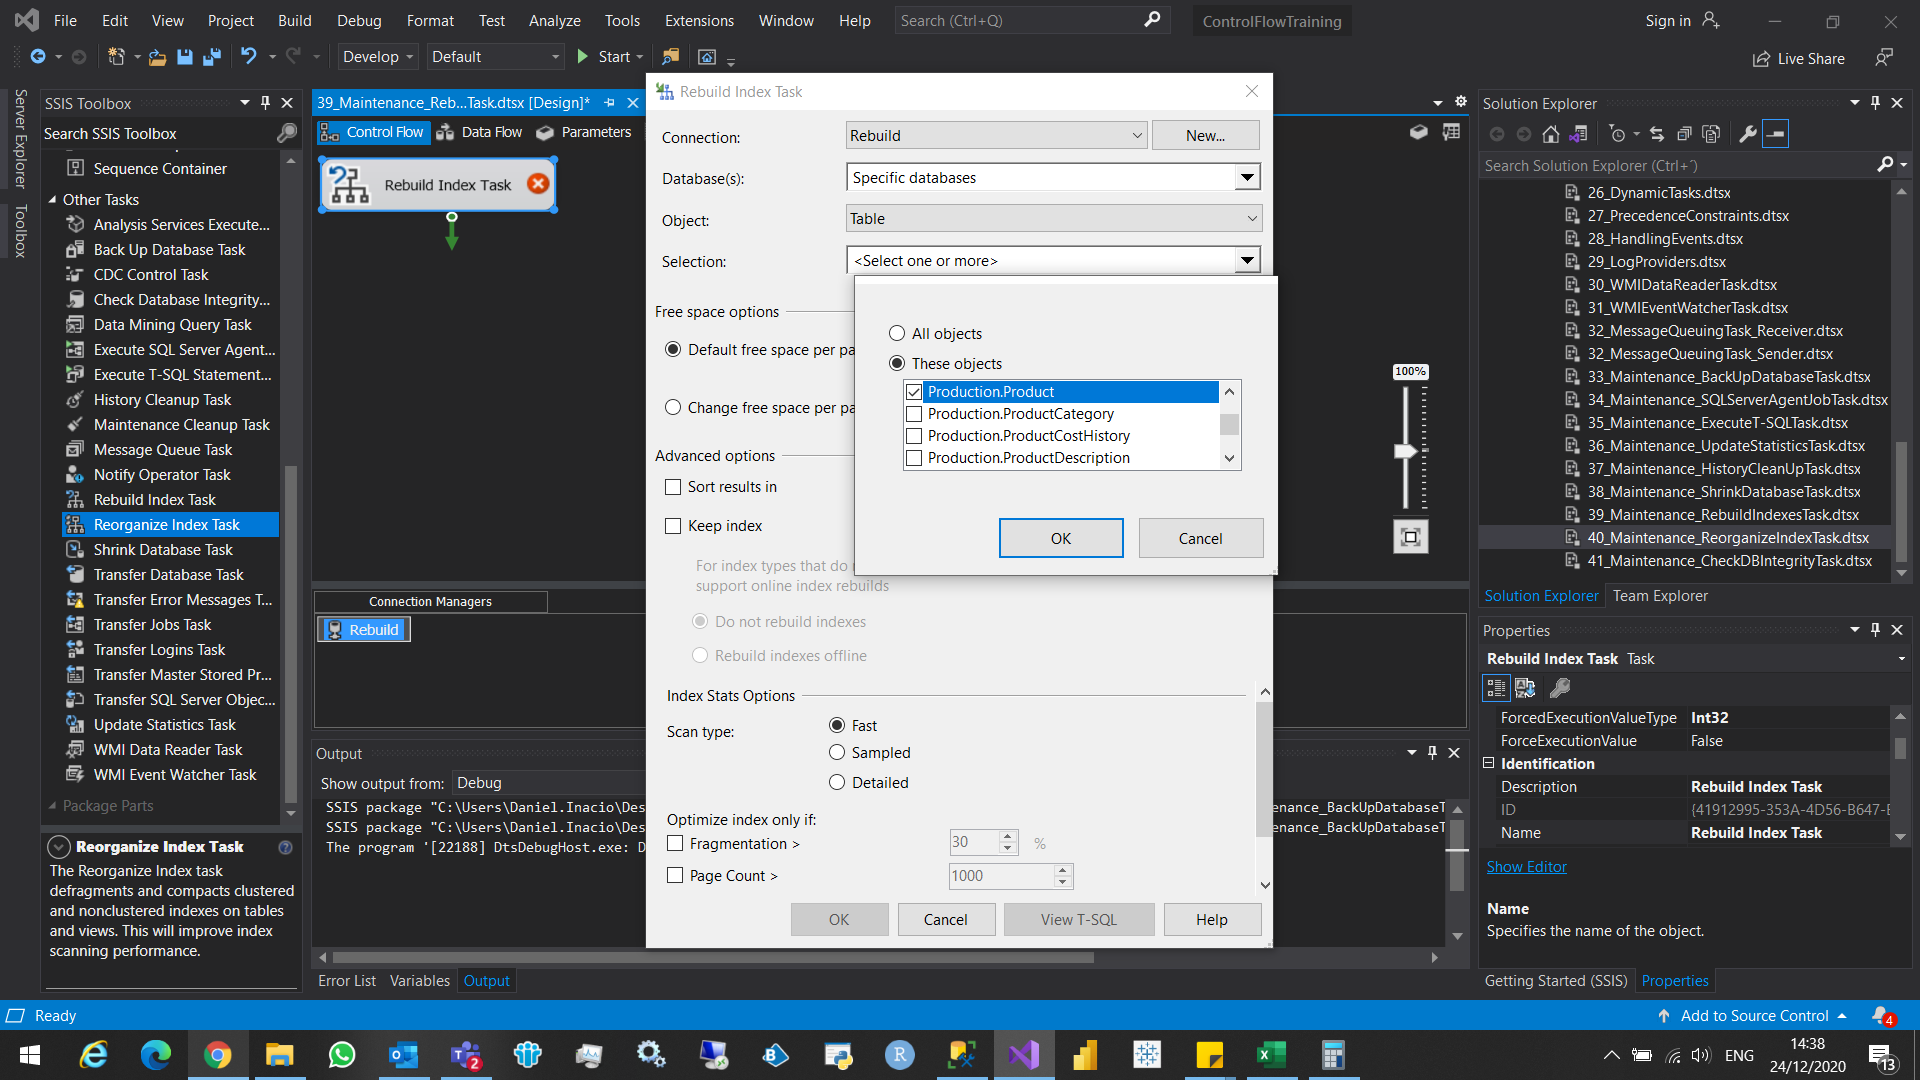 File Edit View Project Build Debug Format Test Analyze Tools Extensions Window Help Search (Ctrl+Q) ControlFlowTraining Sign in
Develop Default Start Live Share
Server Explorer
Toolbox
SSIS Toolbox
Search SSIS Toolbox
Sequence Container
Other Tasks
Analysis Services Execute...
Back Up Database Task
CDC Control Task
Check Database Integrity...
Data Mining Query Task
Execute SQL Server Agent...
Execute T-SQL Statement...
History Cleanup Task
Maintenance Cleanup Task
Message Queue Task
Notify Operator Task
Rebuild Index Task
Reorganize Index Task
Shrink Database Task
Transfer Database Task
Transfer Error Messages T...
Transfer Jobs Task
Transfer Logins Task
Transfer Master Stored Pr...
Transfer SQL Server Objec...
Update Statistics Task
WMI Data Reader Task
WMI Event Watcher Task
Package Parts
Reorganize Index Task
The Reorganize Index task
defragments and compacts clustered
and nonclustered indexes on tables
and views. This will improve index
scanning performance.
39_Maintenance_Reb...Task.dtsx [Design]*
Control Flow Data Flow Parameters
Rebuild Index Task
100%
Connection Managers
Rebuild
Output
Show output from: Debug
SSIS package "C:\Users\Daniel.Inacio\Des
SSIS package "C:\Users\Daniel.Inacio\Des
The program '[22188] DtsDebugHost.exe: D
enance_BackUpDatabaseT
enance_BackUpDatabaseT
Error List Variables Output
Rebuild Index Task
Connection: Rebuild New...
Database(s): Specific databases
Object: Table
Selection: <Select one or more>
Free space options
Default free space per pa
Change free space per pa
Advanced options
Sort results in
Keep index
For index types that do
support online index rebuilds
Do not rebuild indexes
Rebuild indexes offline
Index Stats Options
Scan type: Fast
Sampled
Detailed
Optimize index only if:
Fragmentation > 30 %
Page Count > 1000
OK Cancel View T-SQL Help
All objects
These objects
Production.Product
Production.ProductCategory
Production.ProductCostHistory
Production.ProductDescription
OK Cancel
Solution Explorer
Search Solution Explorer (Ctrl+´)
26_DynamicTasks.dtsx
27_PrecedenceConstraints.dtsx
28_HandlingEvents.dtsx
29_LogProviders.dtsx
30_WMIDataReaderTask.dtsx
31_WMIEventWatcherTask.dtsx
32_MessageQueuingTask_Receiver.dtsx
32_MessageQueuingTask_Sender.dtsx
33_Maintenance_BackUpDatabaseTask.dtsx
34_Maintenance_SQLServerAgentJobTask.dtsx
35_Maintenance_ExecuteT-SQLTask.dtsx
36_Maintenance_UpdateStatisticsTask.dtsx
37_Maintenance_HistoryCleanUpTask.dtsx
38_Maintenance_ShrinkDatabaseTask.dtsx
39_Maintenance_RebuildIndexesTask.dtsx
40_Maintenance_ReorganizeIndexTask.dtsx
41_Maintenance_CheckDBIntegrityTask.dtsx
Solution Explorer Team Explorer
Properties
Rebuild Index Task Task
ForcedExecutionValueType Int32
ForceExecutionValue False
Identification
Description Rebuild Index Task
ID {41912995-353A-4D56-B647-E
Name Rebuild Index Task
Show Editor
Name
Specifies the name of the object.
Getting Started (SSIS) Properties
Ready Add to Source Control 4
2 R ENG 14:38
24/12/2020 13